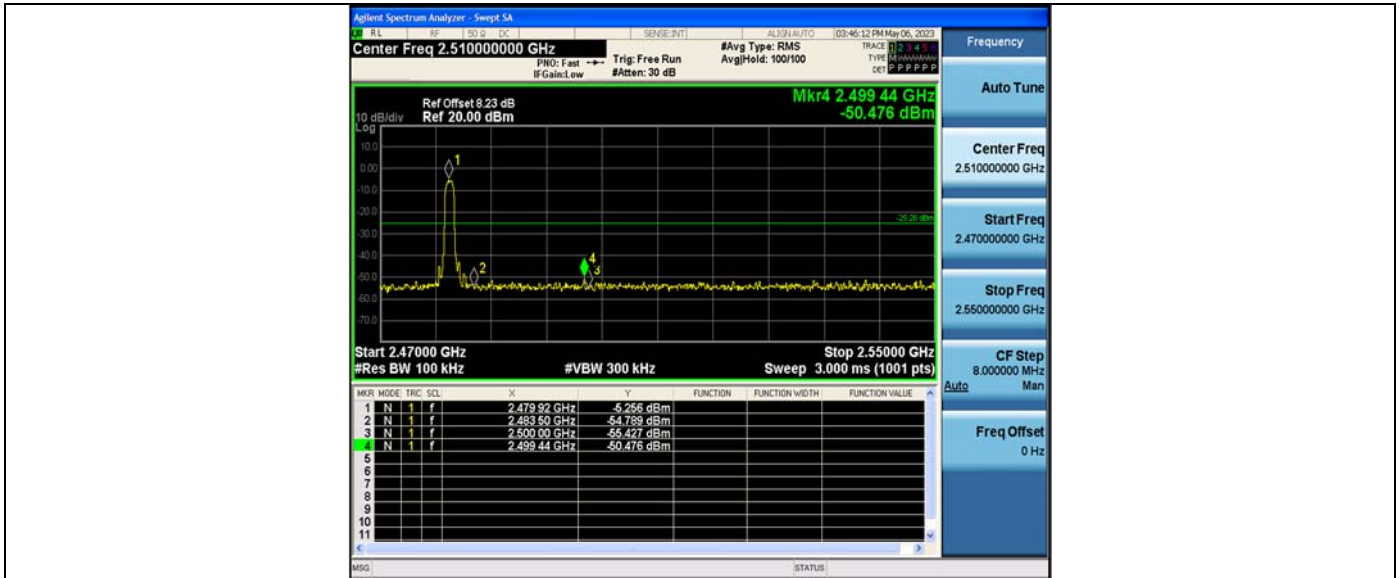 Agilent Spectrum Analyzer - Swept SA
RL RF 50 Ω DC SENSE:INT ALIGN AUTO 03:46:12 PM May 06, 2023
Center Freq 2.510000000 GHz
PNO: Fast
IFGain:Low
Trig: Free Run
#Atten: 30 dB
#Avg Type: RMS
Avg|Hold: 100/100
TRACE 1 2 3 4 5 6
TYPE M
DET P P P P P P
Ref Offset 8.23 dB
10 dB/div Ref 20.00 dBm
Log
Mkr4 2.499 44 GHz
-50.476 dBm
10.0
0.00
-10.0
-20.0
-30.0
-40.0
-50.0
-60.0
-70.0
1
2
4
3
-25.26 dBm
Start 2.47000 GHz Stop 2.55000 GHz
#Res BW 100 kHz #VBW 300 kHz Sweep 3.000 ms (1001 pts)
MKR MODE TRC SCL X Y FUNCTION FUNCTION WIDTH FUNCTION VALUE
1 N 1 f 2.479 92 GHz -5.256 dBm
2 N 1 f 2.483 50 GHz -54.789 dBm
3 N 1 f 2.500 00 GHz -55.427 dBm
4 N 1 f 2.499 44 GHz -50.476 dBm
5
6
7
8
9
10
11
MSG STATUS
Frequency
Auto Tune
Center Freq
2.510000000 GHz
Start Freq
2.470000000 GHz
Stop Freq
2.550000000 GHz
CF Step
8.000000 MHz
Auto Man
Freq Offset
0 Hz